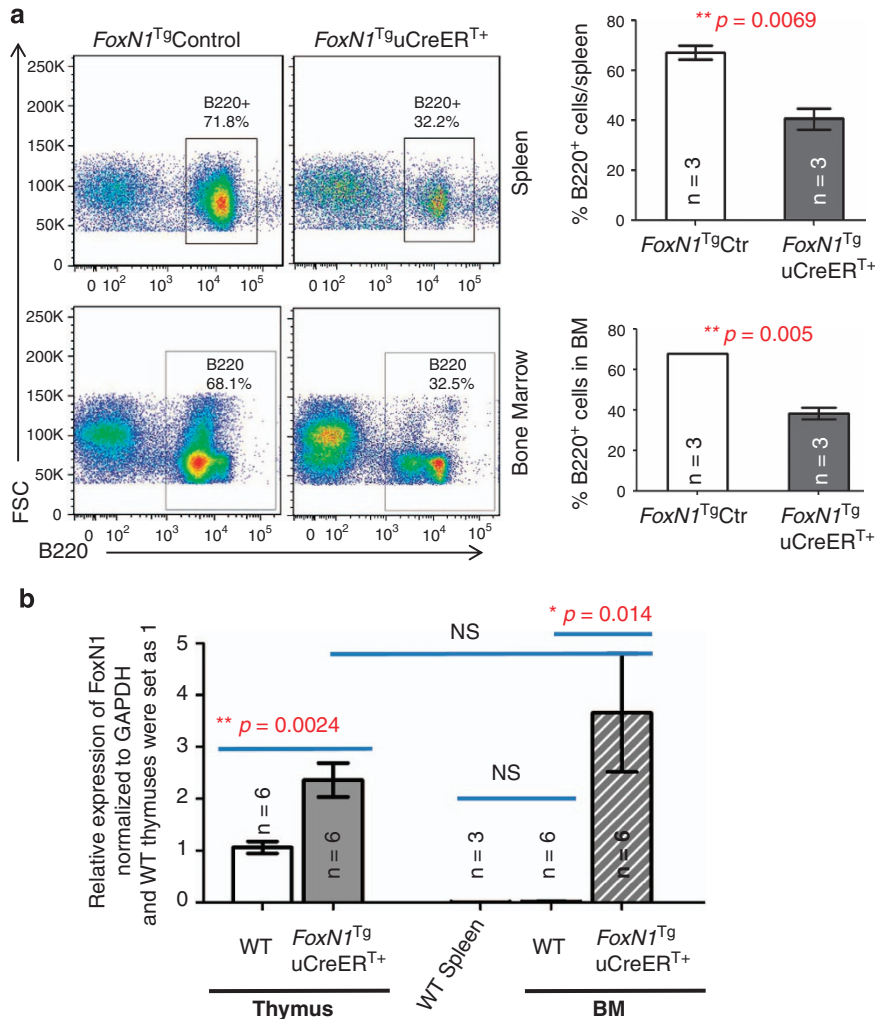 a
FoxN1TgControl
FoxN1TguCreERT+
250K
200K
150K
100K
50K
0
B220+
71.8%
B220+
32.2%
Spleen
0 10² 10³ 10⁴ 10⁵
0 10² 10³ 10⁴ 10⁵
250K
200K
150K
100K
50K
0
B220
68.1%
B220
32.5%
Bone Marrow
0 10² 10³ 10⁴ 10⁵
0 10² 10³ 10⁴ 10⁵
FSC
B220
** p = 0.0069
% B220⁺ cells/spleen
80
60
40
20
0
n = 3
n = 3
FoxN1TgCtr
FoxN1Tg
uCreERT+
** p = 0.005
% B220⁺ cells in BM
80
60
40
20
0
n = 3
n = 3
FoxN1TgCtr
FoxN1Tg
uCreERT+
b
Relative expression of FoxN1
normalized to GAPDH
and WT thymuses were set as 1
5
4
3
2
1
0
** p = 0.0024
NS
NS
* p = 0.014
n = 6
n = 6
n = 3
n = 6
n = 6
WT
FoxN1Tg
uCreERT+
WT Spleen
WT
FoxN1Tg
uCreERT+
Thymus
BM